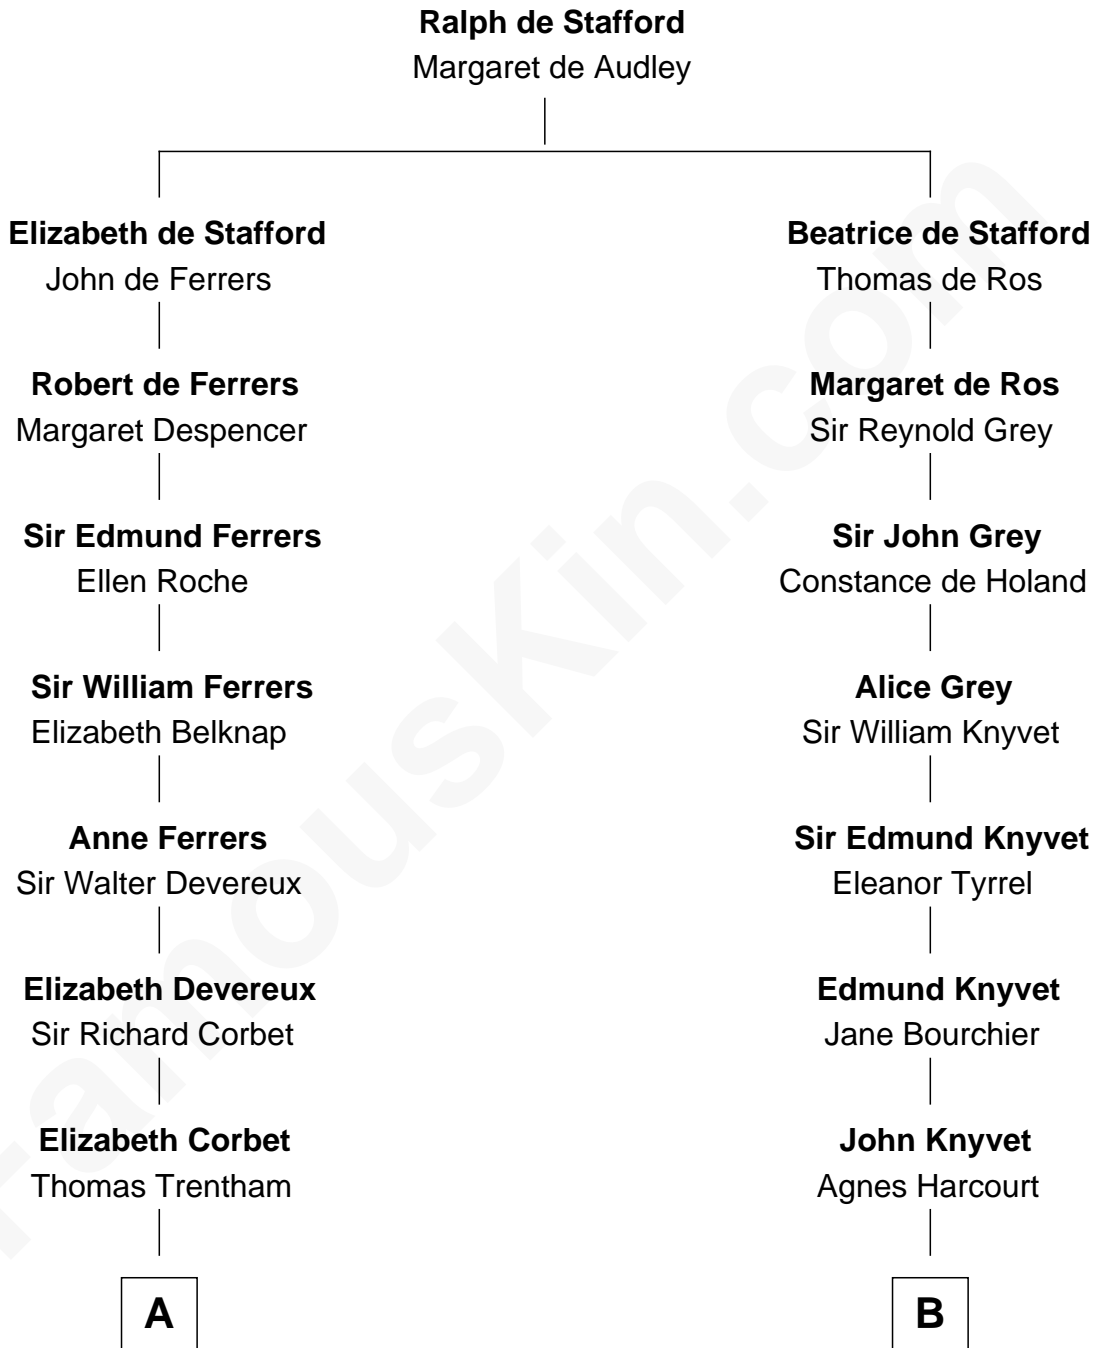 Ralph de Stafford
Margaret de Audley
Elizabeth de Stafford
John de Ferrers
Robert de Ferrers
Margaret Despencer
Sir Edmund Ferrers
Ellen Roche
Sir William Ferrers
Elizabeth Belknap
Anne Ferrers
Sir Walter Devereux
Elizabeth Devereux
Sir Richard Corbet
Elizabeth Corbet
Thomas Trentham
A
Beatrice de Stafford
Thomas de Ros
Margaret de Ros
Sir Reynold Grey
Sir John Grey
Constance de Holand
Alice Grey
Sir William Knyvet
Sir Edmund Knyvet
Eleanor Tyrrel
Edmund Knyvet
Jane Bourchier
John Knyvet
Agnes Harcourt
B
FamousKin.com